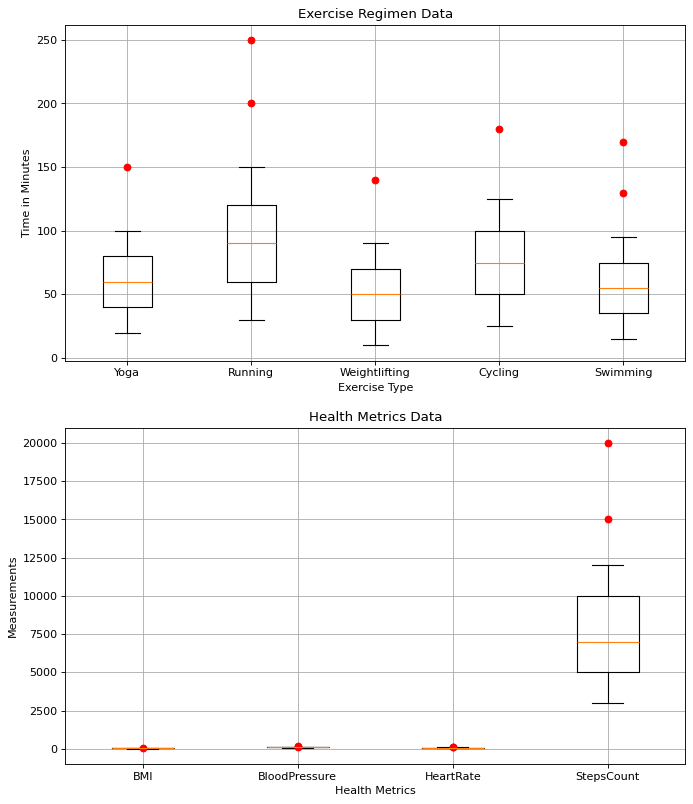 Exercise Regimen Data
250
200
150
100
50
0
Time in Minutes
Yoga Running Weightlifting Cycling Swimming
Exercise Type
Health Metrics Data
20000
17500
15000
12500
10000
7500
5000
2500
0
Measurements
BMI BloodPressure HeartRate StepsCount
Health Metrics